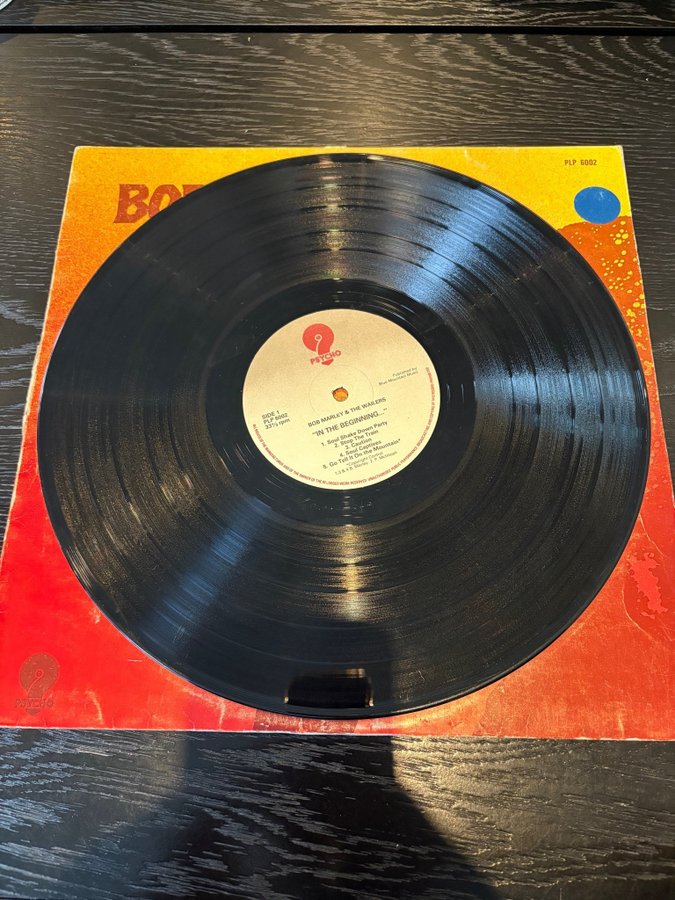 PLP 6002
BOB
PSYCHO
Published by
Blue Mountain Music
SIDE 1
PLP 6002
33⅓ rpm
BOB MARLEY & THE WAILERS
"IN THE BEGINNING..."
1. Soul Shake Down Party
2. Stop The Train
3. Caution
4. Soul Captives
5. Go Tell It On the Mountain*
*Copyright Control
PSYCHO